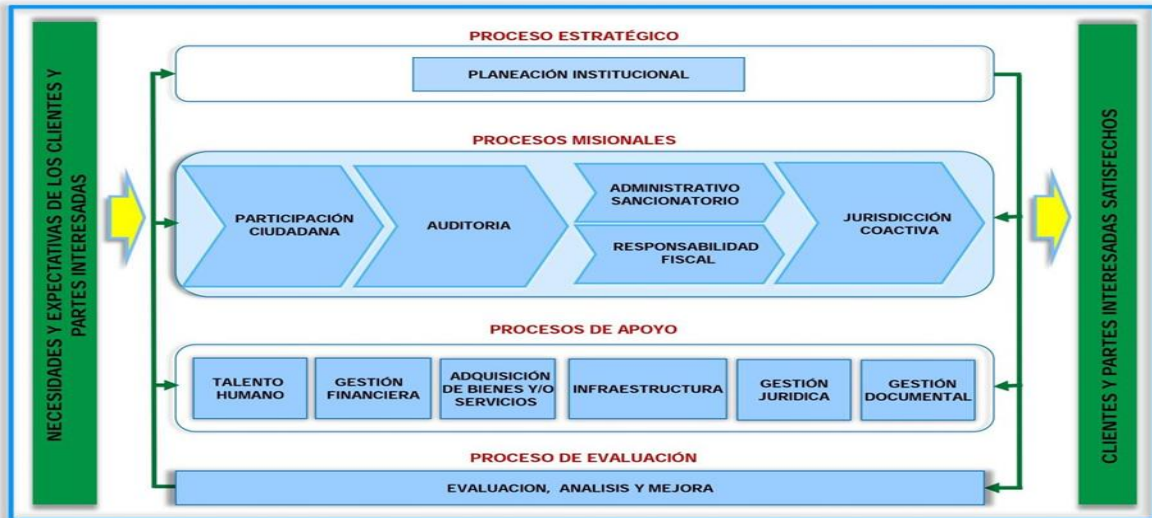 NECESIDADES Y EXPECTATIVAS DE LOS CLIENTES Y
PARTES INTERESADAS
PROCESO ESTRATÉGICO
PLANEACIÓN INSTITUCIONAL
PROCESOS MISIONALES
PARTICIPACIÓN
CIUDADANA
AUDITORIA
ADMINISTRATIVO
SANCIONATORIO
RESPONSABILIDAD
FISCAL
JURISDICCIÓN
COACTIVA
PROCESOS DE APOYO
TALENTO
HUMANO
GESTIÓN
FINANCIERA
ADQUISICIÓN
DE BIENES Y/O
SERVICIOS
INFRAESTRUCTURA
GESTIÓN
JURIDICA
GESTIÓN
DOCUMENTAL
PROCESO DE EVALUACIÓN
EVALUACION, ANALISIS Y MEJORA
CLIENTES Y PARTES INTERESADAS SATISFECHOS